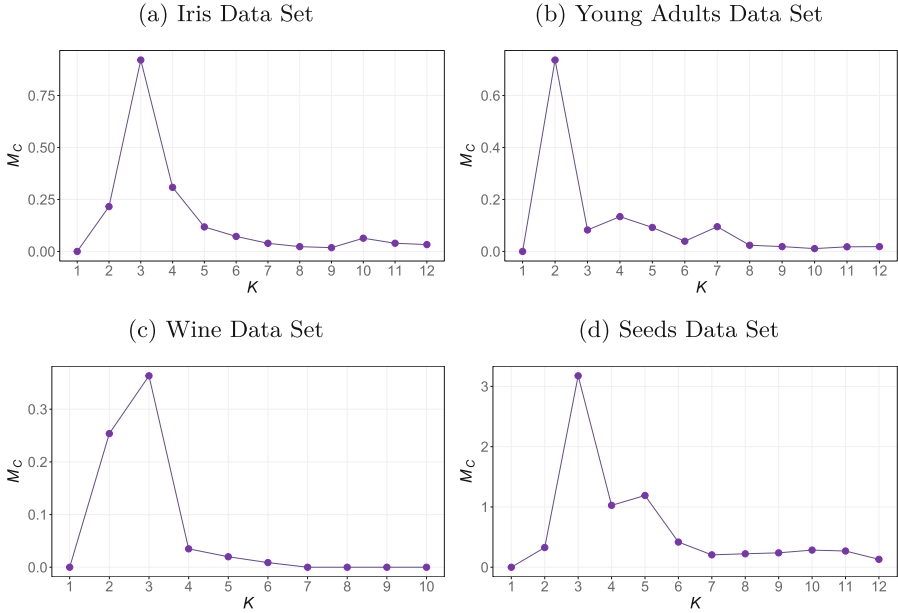 (a) Iris Data Set
0.75
0.50
0.25
0.00
M C
1 2 3 4 5 6 7 8 9 10 11 12
K
(b) Young Adults Data Set
0.6
0.4
0.2
0.0
M C
1 2 3 4 5 6 7 8 9 10 11 12
K
(c) Wine Data Set
0.3
0.2
0.1
0.0
M C
1 2 3 4 5 6 7 8 9 10
K
(d) Seeds Data Set
3
2
1
0
M C
1 2 3 4 5 6 7 8 9 10 11 12
K